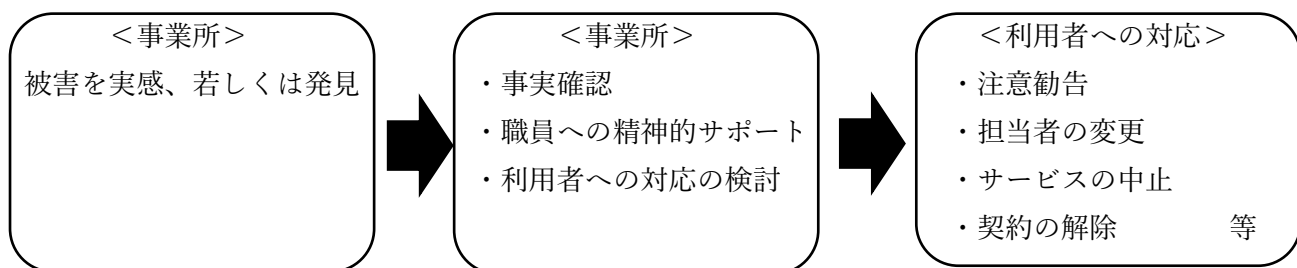 ＜事業所＞
被害を実感、若しくは発見
＜事業所＞
・事実確認
・職員への精神的サポート
・利用者への対応の検討
＜利用者への対応＞
・注意勧告
・担当者の変更
・サービスの中止
・契約の解除　　　等